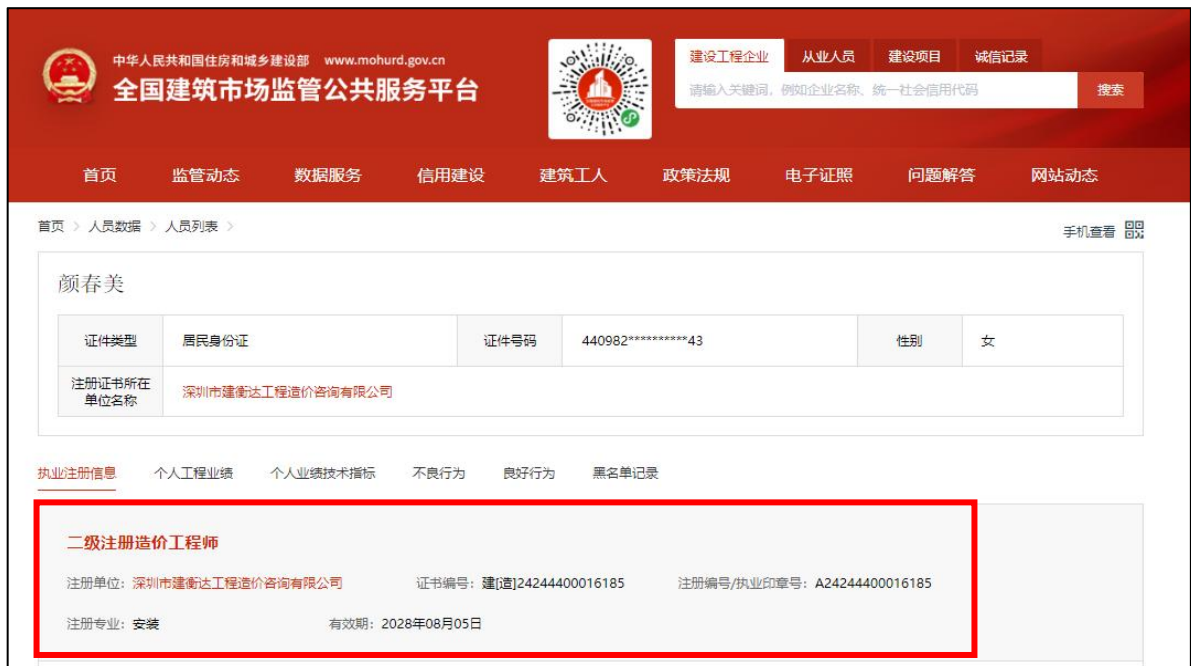 中华人民共和国住房和城乡建设部 www.mohurd.gov.cn
全国建筑市场监管公共服务平台
建设工程企业 从业人员 建设项目 诚信记录
请输入关键词，例如企业名称、统一社会信用代码 搜索
首页 监管动态 数据服务 信用建设 建筑工人 政策法规 电子证照 问题解答 网站动态
首页 > 人员数据 > 人员列表 >
手机查看
颜春美
证件类型 居民身份证 证件号码 440982**********43 性别 女
注册证书所在
单位名称
深圳市建衡达工程造价咨询有限公司
执业注册信息 个人工程业绩 个人业绩技术指标 不良行为 良好行为 黑名单记录
二级注册造价工程师
注册单位：深圳市建衡达工程造价咨询有限公司 证书编号：建[造]24244400016185 注册编号/执业印章号：A24244400016185
注册专业：安装 有效期：2028年08月05日